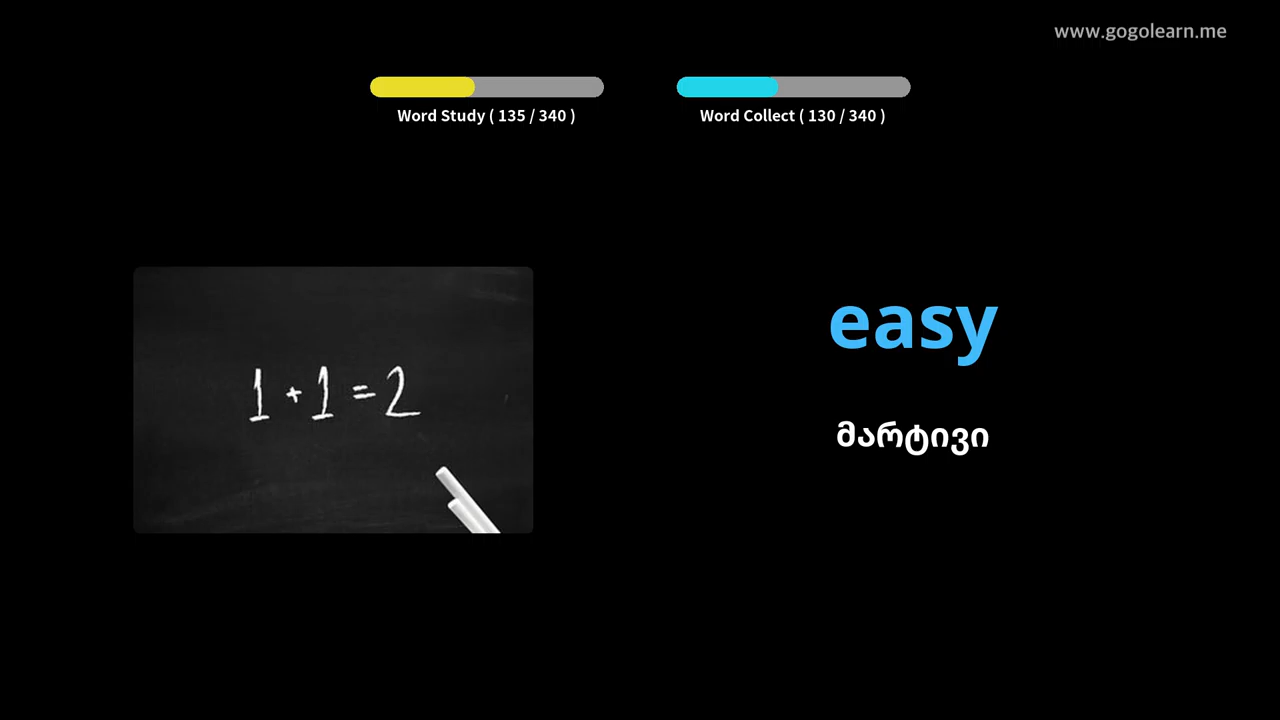 www.gogolearn.me
Word Study ( 135 / 340 )
Word Collect ( 130 / 340 )
1 + 1 = 2
easy
მარტივი